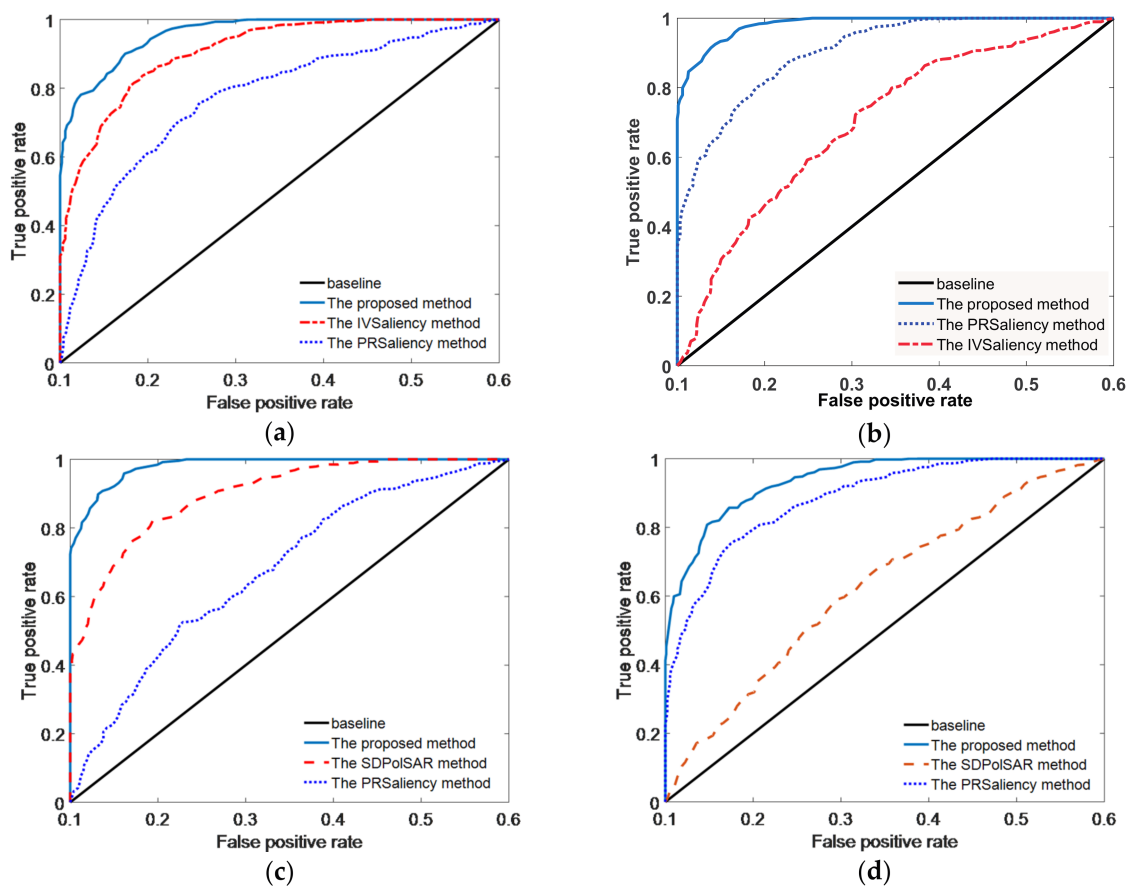 1
0.8
0.6
0.4
0.2
0
True positive rate
baseline
The proposed method
The IVSaliency method
The PRSaliency method
0.1 0.2 0.3 0.4 0.5 0.6
False positive rate
(a)
1
0.8
0.6
0.4
0.2
0
True positive rate
baseline
The proposed method
The PRSaliency method
The IVSaliency method
0.1 0.2 0.3 0.4 0.5 0.6
False positive rate
(b)
1
0.8
0.6
0.4
0.2
0
True positive rate
baseline
The proposed method
The SDPolSAR method
The PRSaliency method
0.1 0.2 0.3 0.4 0.5 0.6
False positive rate
(c)
1
0.8
0.6
0.4
0.2
0
True positive rate
baseline
The proposed method
The SDPolSAR method
The PRSaliency method
0.1 0.2 0.3 0.4 0.5 0.6
False positive rate
(d)